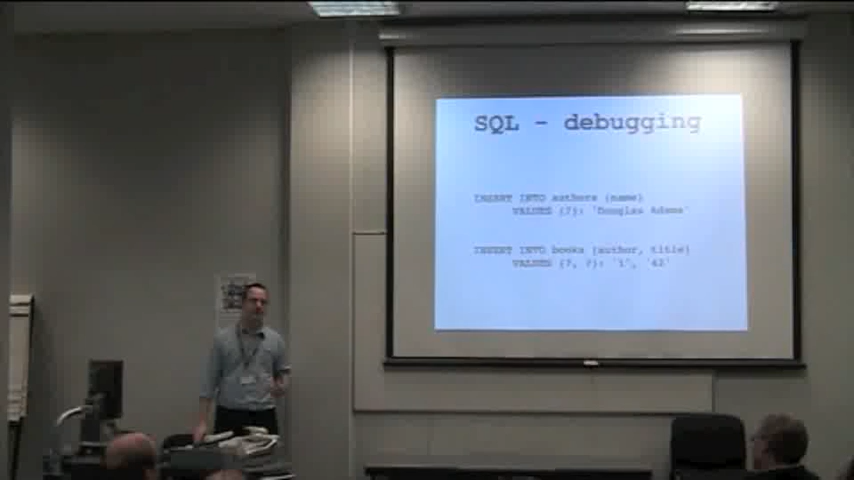 SQL - debugging
INSERT INTO authors (name)
VALUES (?): 'Douglas Adams'
INSERT INTO books (author, title)
VALUES (?, ?): '1', '42'